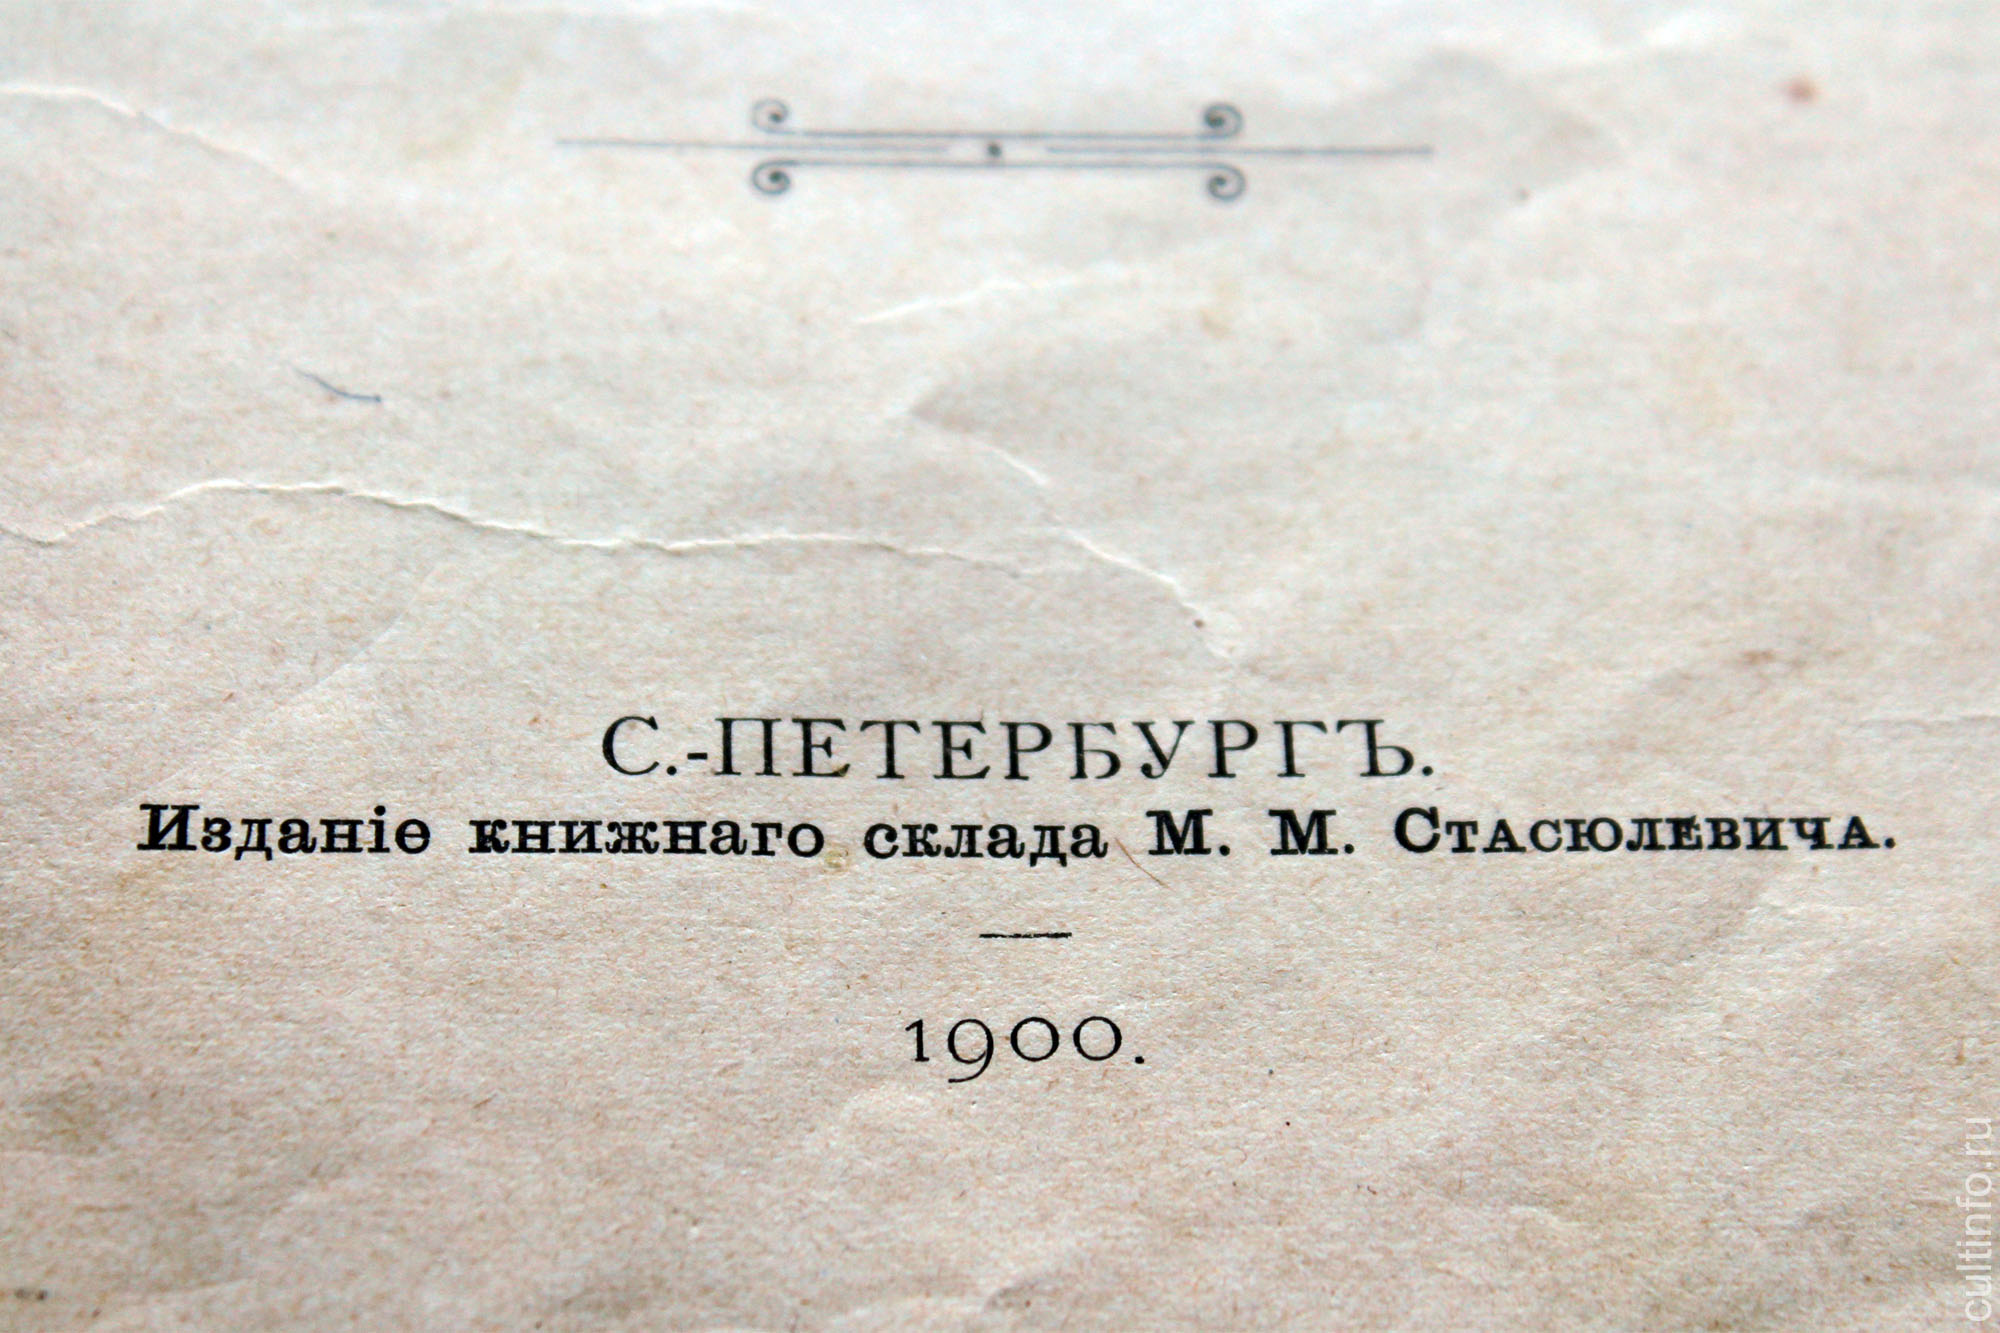 С.-ПЕТЕРБУРГЪ.
Изданіе книжнаго склада М. М. Стасюлевича.
1900.
cultinfo.ru